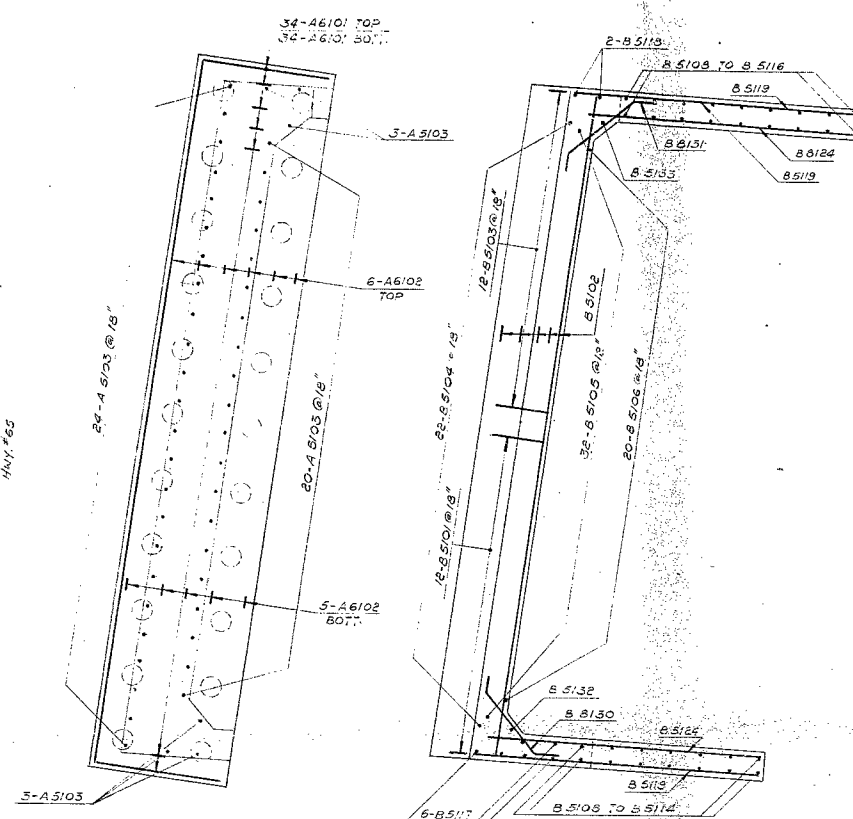 34-A6101 TOP
34-A6101 BOTT.
3-A5103
6-A6102
TOP
24-A5103 @ 18"
20-A5103 @ 18"
HWY. #65
5-A6102
BOTT.
3-A5103
2-B5118
B5108 TO B5116
B5119
B8131
B8124
B5133
B5119
12-B5103 @ 18"
B5102
22-B5104 @ 18"
32-B5105 @ 12"
20-B5106 @ 18"
12-B5101 @ 18"
B5132
B8130
B5124
B5119
6-B5117
B5108 TO B5114